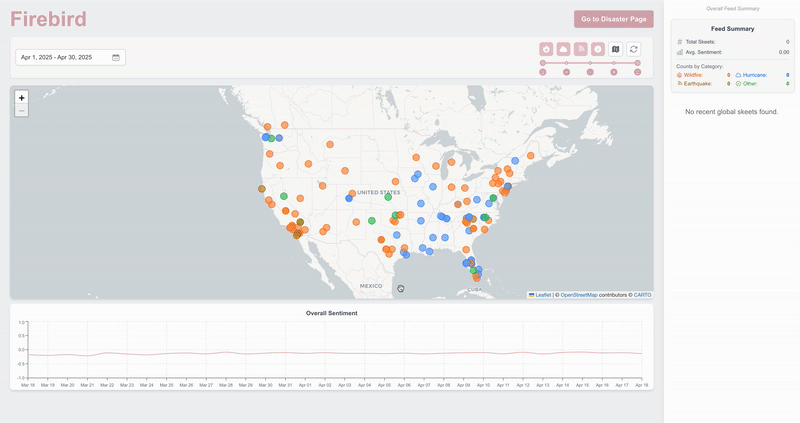 Firebird
Go to Disaster Page
Overall Feed Summary
Apr 1, 2025 - Apr 30, 2025
Feed Summary
Total Skeets: 0
Avg. Sentiment: 0.00
Counts by Category:
Wildfire: 0 Hurricane: 0
Earthquake: 0 Other: 0
No recent global skeets found.
+
−
UNITED STATES
MEXICO
CUBA
Leaflet | © OpenStreetMap contributors © CARTO
Overall Sentiment
1.0
0.5
0.0
-0.5
-1.0
Mar 18 Mar 19 Mar 20 Mar 21 Mar 22 Mar 23 Mar 24 Mar 25 Mar 26 Mar 27 Mar 28 Mar 29 Mar 30 Mar 31 Apr 01 Apr 02 Apr 03 Apr 04 Apr 05 Apr 06 Apr 07 Apr 08 Apr 09 Apr 10 Apr 11 Apr 12 Apr 13 Apr 14 Apr 15 Apr 16 Apr 18